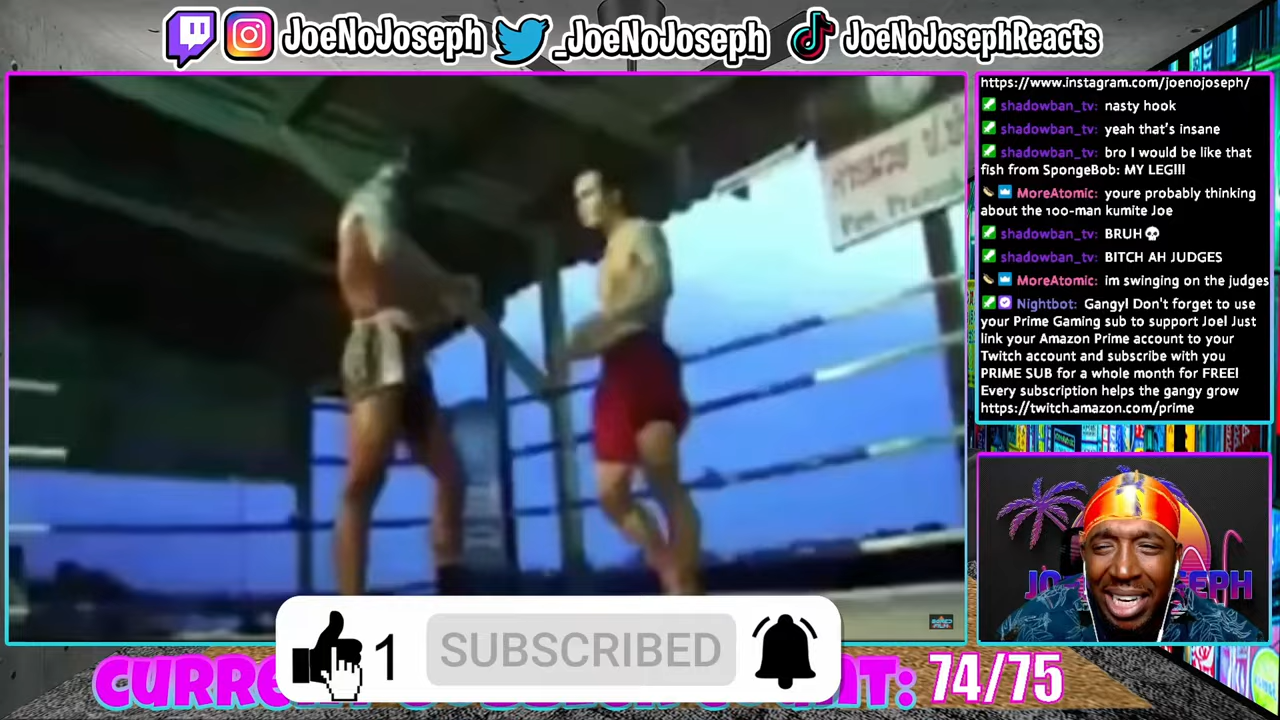 JoeNoJoseph
_JoeNoJoseph
JoeNoJosephReacts
https://www.instagram.com/joenojoseph/
shadowban_tv: nasty hook
shadowban_tv: yeah that's insane
shadowban_tv: bro I would be like that
fish from SpongeBob: MY LEG!!!
MoreAtomic: youre probably thinking
about the 100-man kumite Joe
shadowban_tv: BRUH💀
shadowban_tv: BITCH AH JUDGES
MoreAtomic: im swinging on the judges
Nightbot: Gangy! Don't forget to use
your Prime Gaming sub to support Joe! Just
link your Amazon Prime account to your
Twitch account and subscribe with you
PRIME SUB for a whole month for FREE!
Every subscription helps the gangy grow
https://twitch.amazon.com/prime
1
SUBSCRIBED
74/75